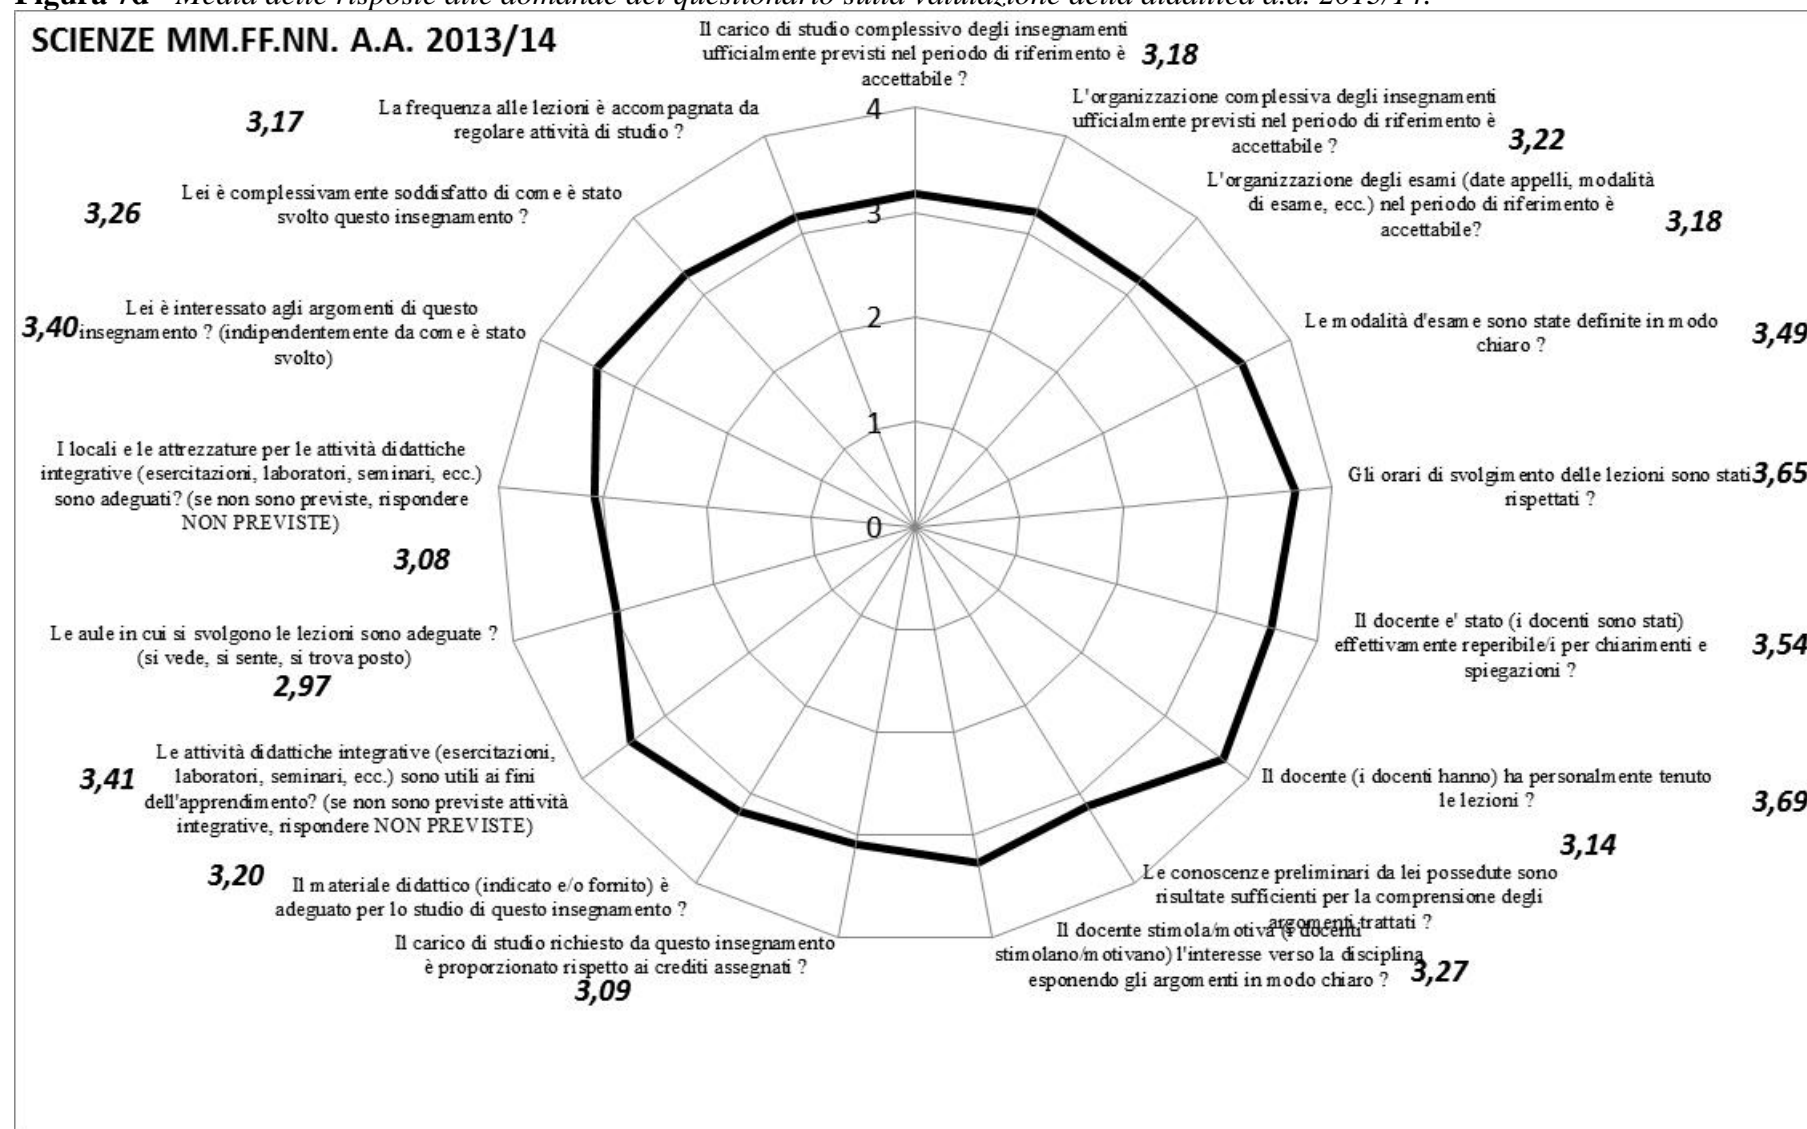 Figura 7d - Media delle risposte alle domande del questionario sulla valutazione della didattica a.a. 2013/14.
SCIENZE MM.FF.NN. A.A. 2013/14
Il carico di studio complessivo degli insegnamenti
ufficialmente previsti nel periodo di riferimento è
accettabile ?
3,18
L'organizzazione complessiva degli insegnamenti
ufficialmente previsti nel periodo di riferimento è
accettabile ?
3,22
L'organizzazione degli esami (date appelli, modalità
di esame, ecc.) nel periodo di riferimento è
accettabile?
3,18
Le modalità d'esame sono state definite in modo
chiaro ?
3,49
Gli orari di svolgimento delle lezioni sono stati
rispettati ?
3,65
Il docente e' stato (i docenti sono stati)
effettivamente reperibile/i per chiarimenti e
spiegazioni ?
3,54
Il docente (i docenti hanno) ha personalmente tenuto
le lezioni ?
3,69
3,14
Le conoscenze preliminari da lei possedute sono
risultate sufficienti per la comprensione degli
argomenti trattati ?
Il docente stimola/motiva (i docenti
stimolano/motivano) l'interesse verso la disciplina
esponendo gli argomenti in modo chiaro ?
3,27
Il carico di studio richiesto da questo insegnamento
è proporzionato rispetto ai crediti assegnati ?
3,09
3,20
Il materiale didattico (indicato e/o fornito) è
adeguato per lo studio di questo insegnamento ?
3,41
Le attività didattiche integrative (esercitazioni,
laboratori, seminari, ecc.) sono utili ai fini
dell'apprendimento? (se non sono previste attività
integrative, rispondere NON PREVISTE)
Le aule in cui si svolgono le lezioni sono adeguate ?
(si vede, si sente, si trova posto)
2,97
I locali e le attrezzature per le attività didattiche
integrative (esercitazioni, laboratori, seminari, ecc.)
sono adeguati? (se non sono previste, rispondere
NON PREVISTE)
3,08
3,40
Lei è interessato agli argomenti di questo
insegnamento ? (indipendentemente da come è stato
svolto)
3,26
Lei è complessivamente soddisfatto di come è stato
svolto questo insegnamento ?
3,17
La frequenza alle lezioni è accompagnata da
regolare attività di studio ?
4
3
2
1
0